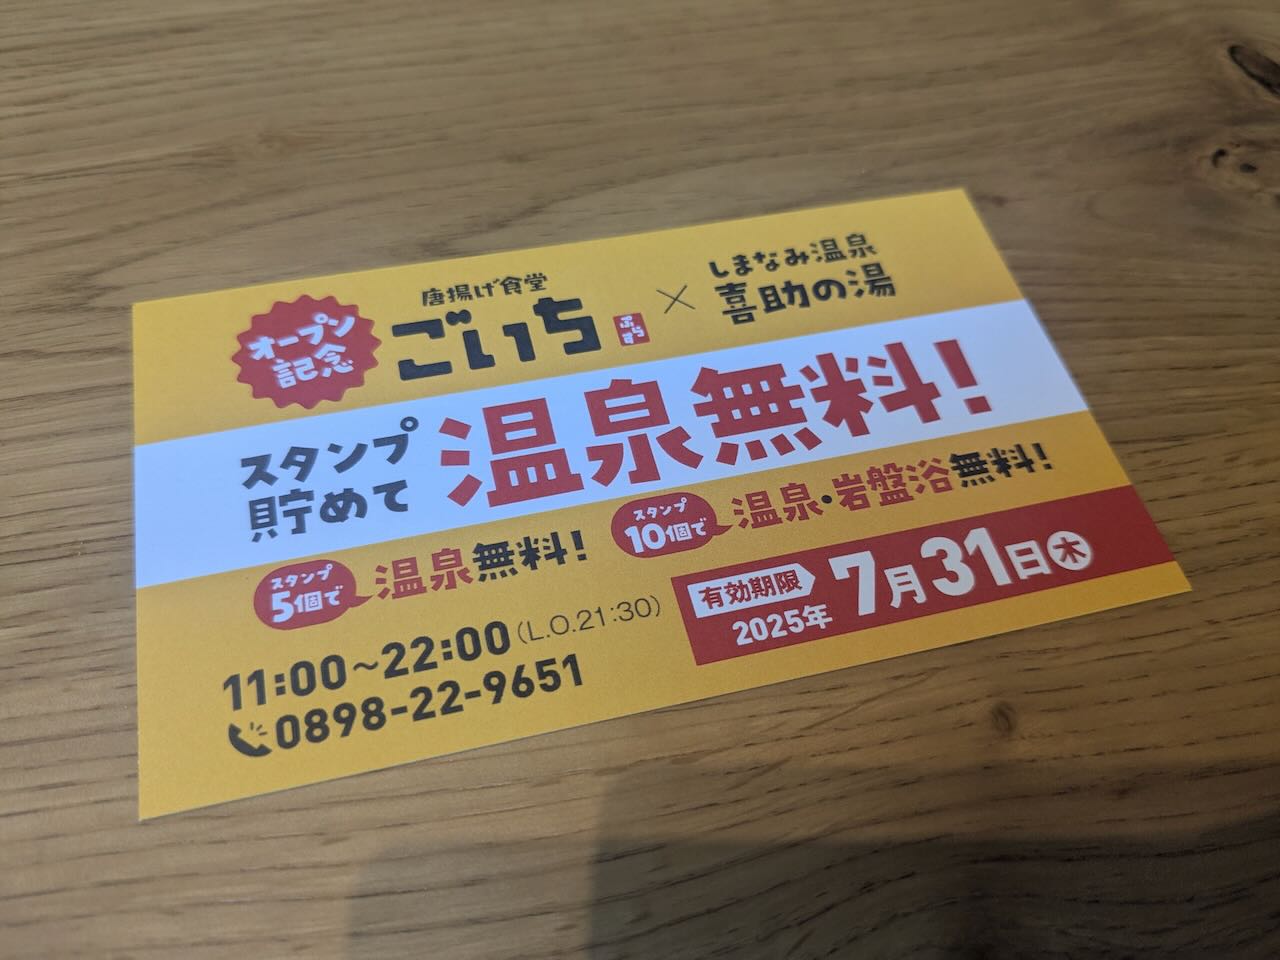 オープン
記念
唐揚げ食堂
ごいち
ぷらす
×
しまなみ温泉
喜助の湯
スタンプ
貯めて
温泉無料!
スタンプ
5個で
温泉無料!
スタンプ
10個で
温泉・岩盤浴無料!
11:00~22:00(L.O.21:30)
0898-22-9651
有効期限
2025年
7月31日木